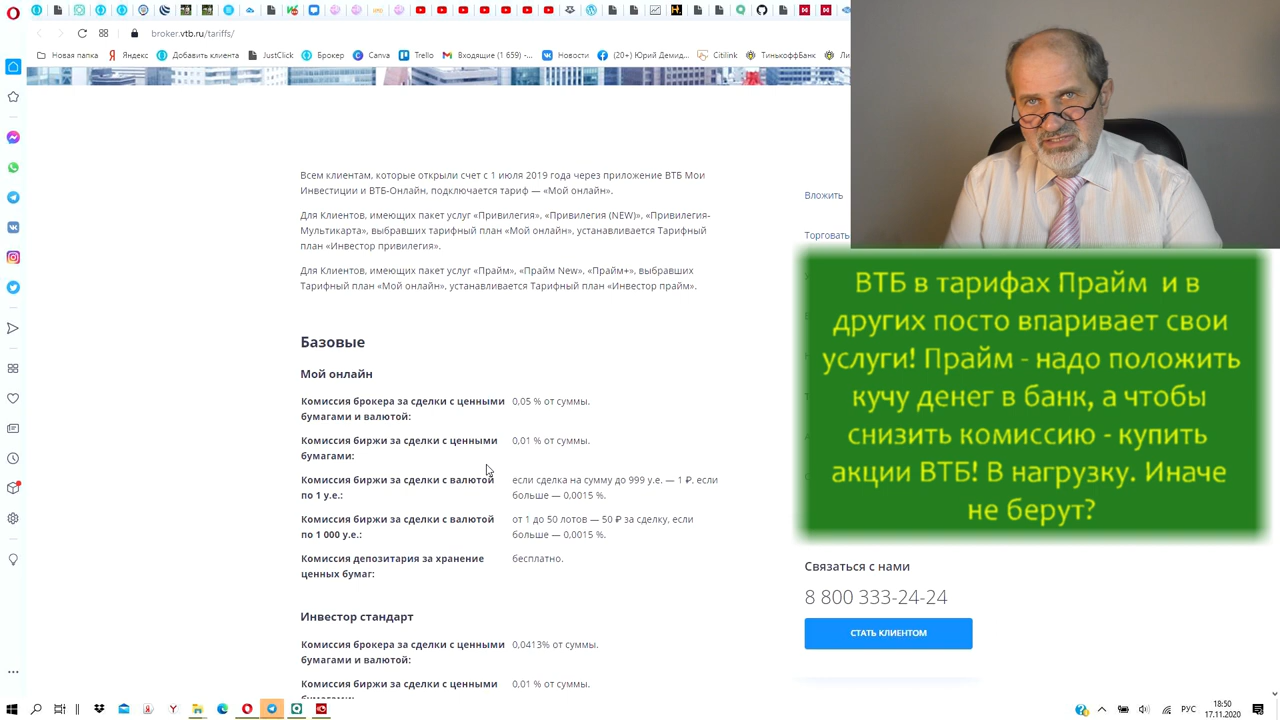 broker.vtb.ru/tariffs/
Новая папка
Яндекс
Добавить клиента
JustClick
Брокер
Canva
Trello
Входящие (1 659) -...
Новости
(20+) Юрий Демид...
Citilink
ТинькоффБанк
Ли
Всем клиентам, которые открыли счет с 1 июля 2019 года через приложение ВТБ Мои
Инвестиции и ВТБ-Онлайн, подключается тариф — «Мой онлайн».
Для Клиентов, имеющих пакет услуг «Привилегия», «Привилегия (NEW)», «Привилегия-
Мультикарта», выбравших тарифный план «Мой онлайн», устанавливается Тарифный
план «Инвестор привилегия».
Для Клиентов, имеющих пакет услуг «Прайм», «Прайм New», «Прайм+», выбравших
Тарифный план «Мой онлайн», устанавливается Тарифный план «Инвестор прайм».
Базовые
Мой онлайн
Комиссия брокера за сделки с ценными 0,05 % от суммы.
бумагами и валютой:
Комиссия биржи за сделки с ценными 0,01 % от суммы.
бумагами:
Комиссия биржи за сделки с валютой если сделка на сумму до 999 у.е. — 1 ₽. если
по 1 у.е.: больше — 0,0015 %.
Комиссия биржи за сделки с валютой от 1 до 50 лотов — 50 ₽ за сделку, если
по 1 000 у.е.: больше — 0,0015 %.
Комиссия депозитария за хранение бесплатно.
ценных бумаг:
Инвестор стандарт
Комиссия брокера за сделки с ценными 0,0413% от суммы.
бумагами и валютой:
Комиссия биржи за сделки с ценными 0,01 % от суммы.
Вложить
Торговать
ВТБ в тарифах Прайм и в
других посто впаривает свои
услуги! Прайм - надо положить
кучу денег в банк, а чтобы
снизить комиссию - купить
акции ВТБ! В нагрузку. Иначе
не берут?
Связаться с нами
8 800 333-24-24
СТАТЬ КЛИЕНТОМ
РУС
18:50
17.11.2020